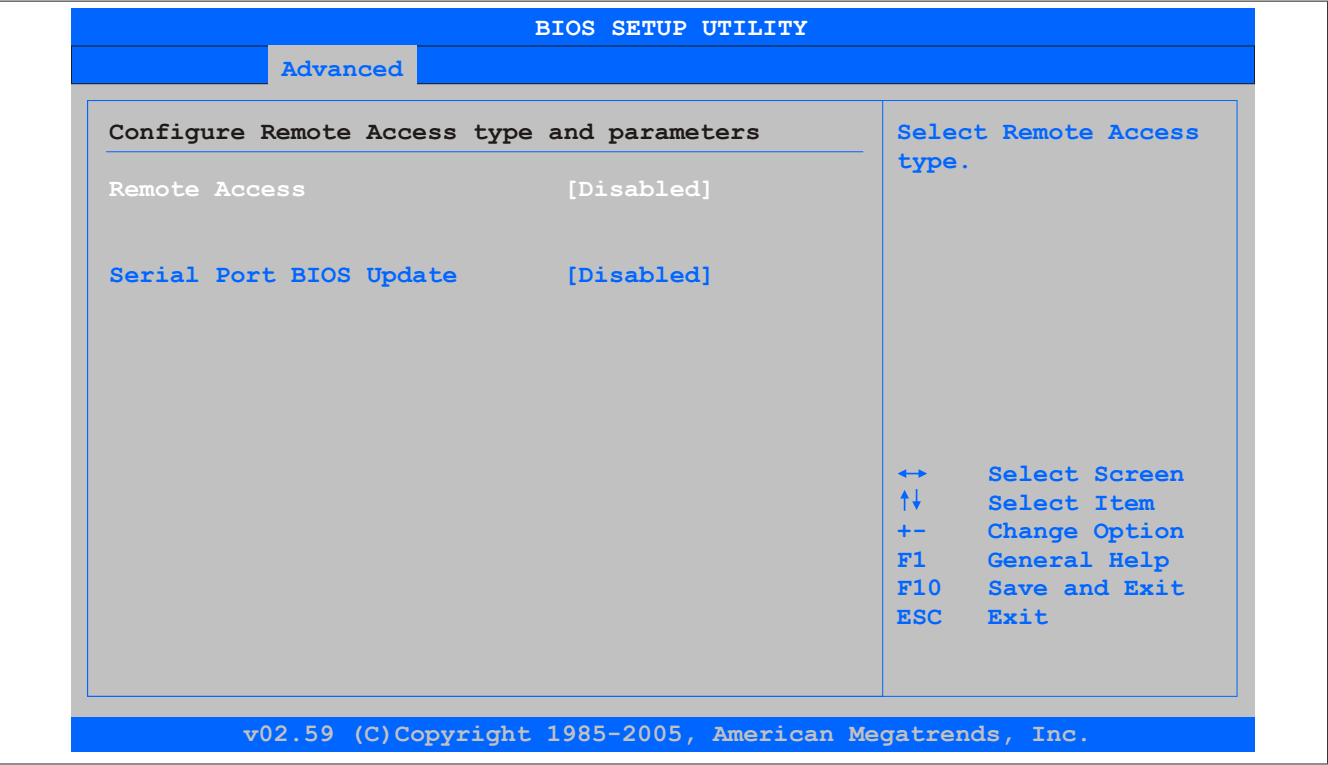 BIOS SETUP UTILITY
Advanced
Configure Remote Access type and parameters
Remote Access [Disabled]
Serial Port BIOS Update [Disabled]
Select Remote Access
type.
←→ Select Screen
↑↓ Select Item
+- Change Option
F1 General Help
F10 Save and Exit
ESC Exit
v02.59 (C)Copyright 1985-2005, American Megatrends, Inc.